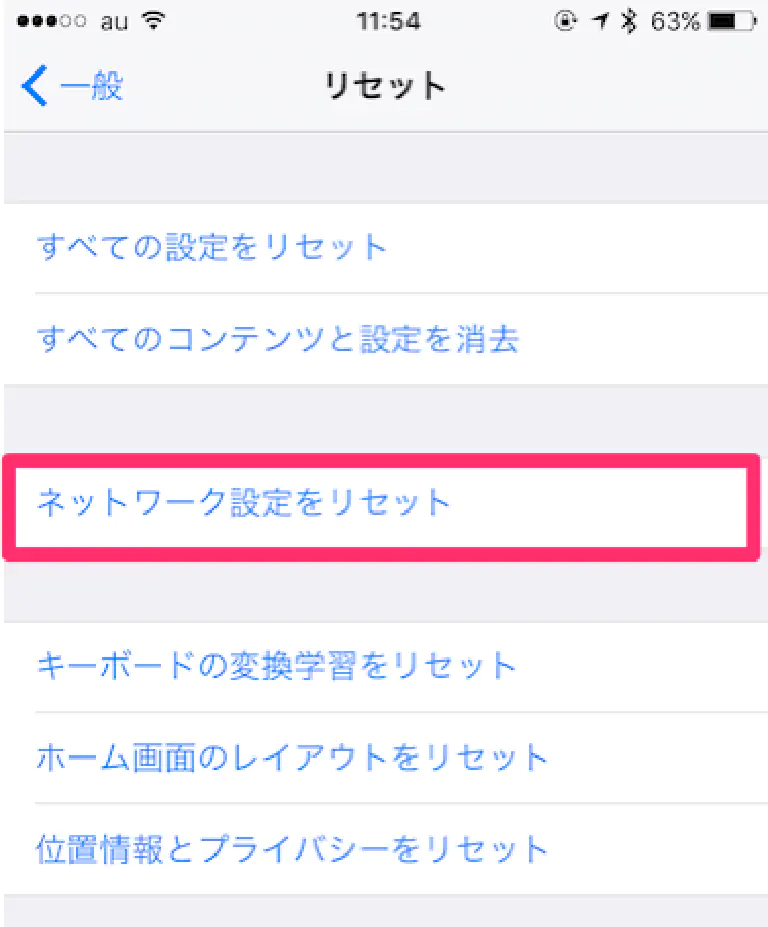 au 11:54 63%
一般 リセット
すべての設定をリセット
すべてのコンテンツと設定を消去
ネットワーク設定をリセット
キーボードの変換学習をリセット
ホーム画面のレイアウトをリセット
位置情報とプライバシーをリセット